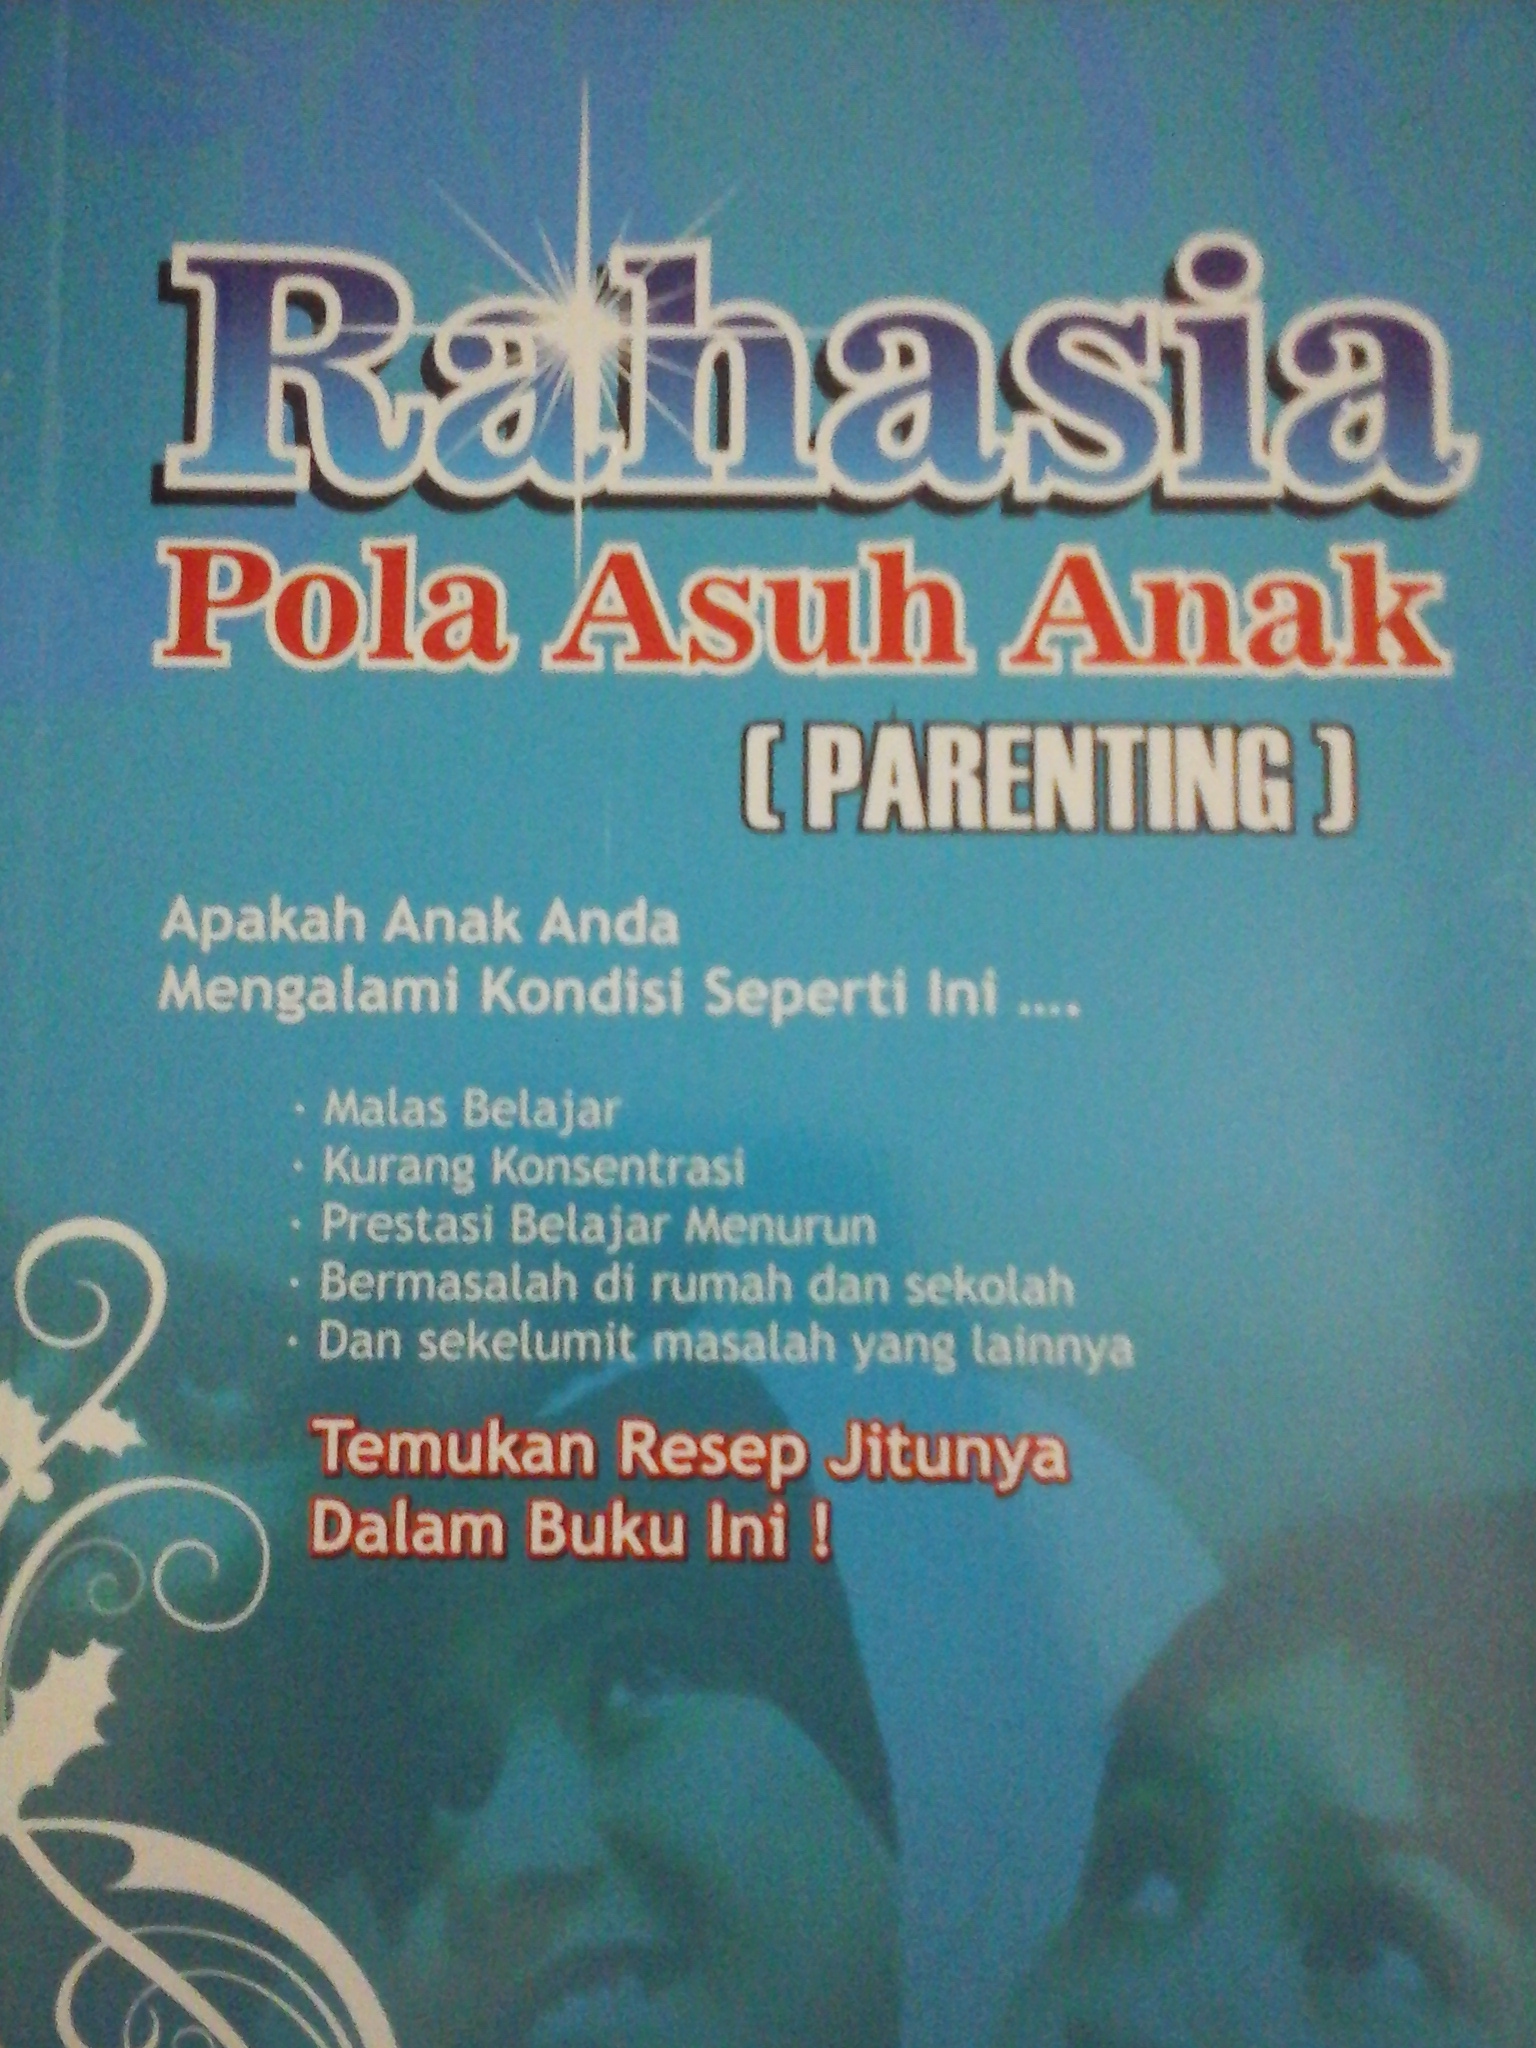 Rahasia
Pola Asuh Anak
( PARENTING )
Apakah Anak Anda
Mengalami Kondisi Seperti Ini ....
· Malas Belajar
· Kurang Konsentrasi
· Prestasi Belajar Menurun
· Bermasalah di rumah dan sekolah
· Dan sekelumit masalah yang lainnya
Temukan Resep Jitunya
Dalam Buku Ini !